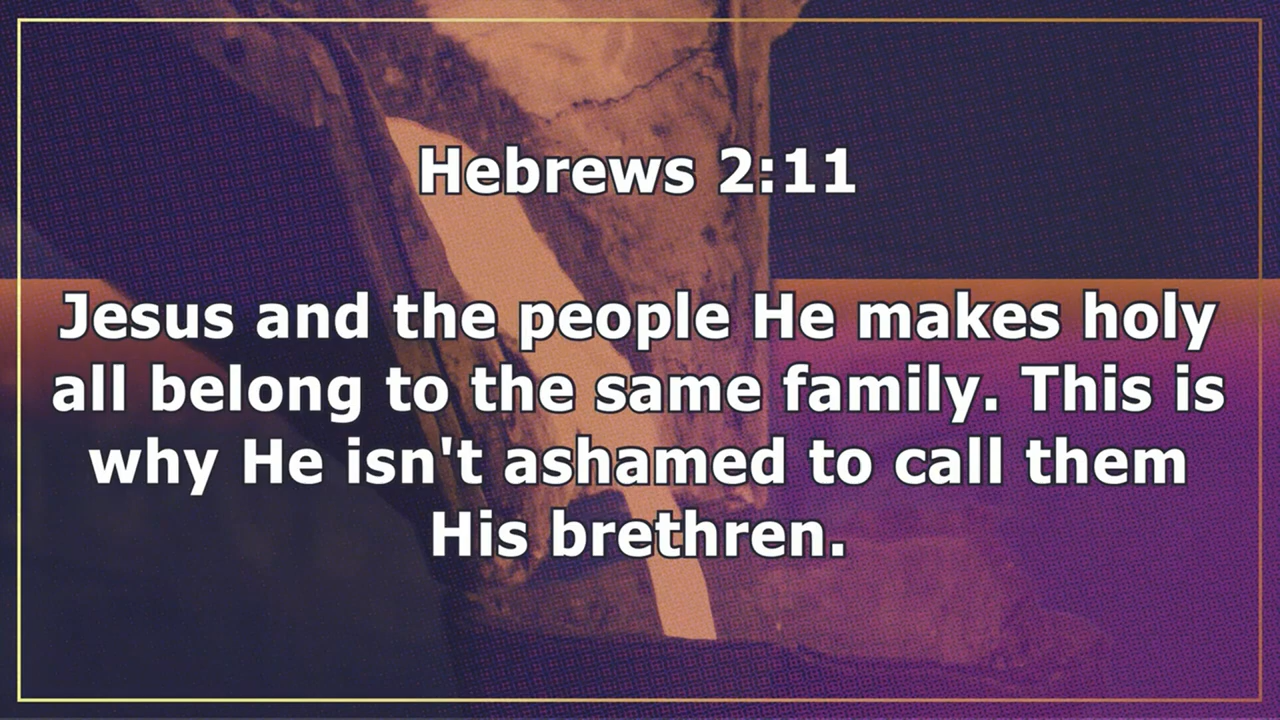 Hebrews 2:11
Jesus and the people He makes holy
all belong to the same family. This is
why He isn't ashamed to call them
His brethren.